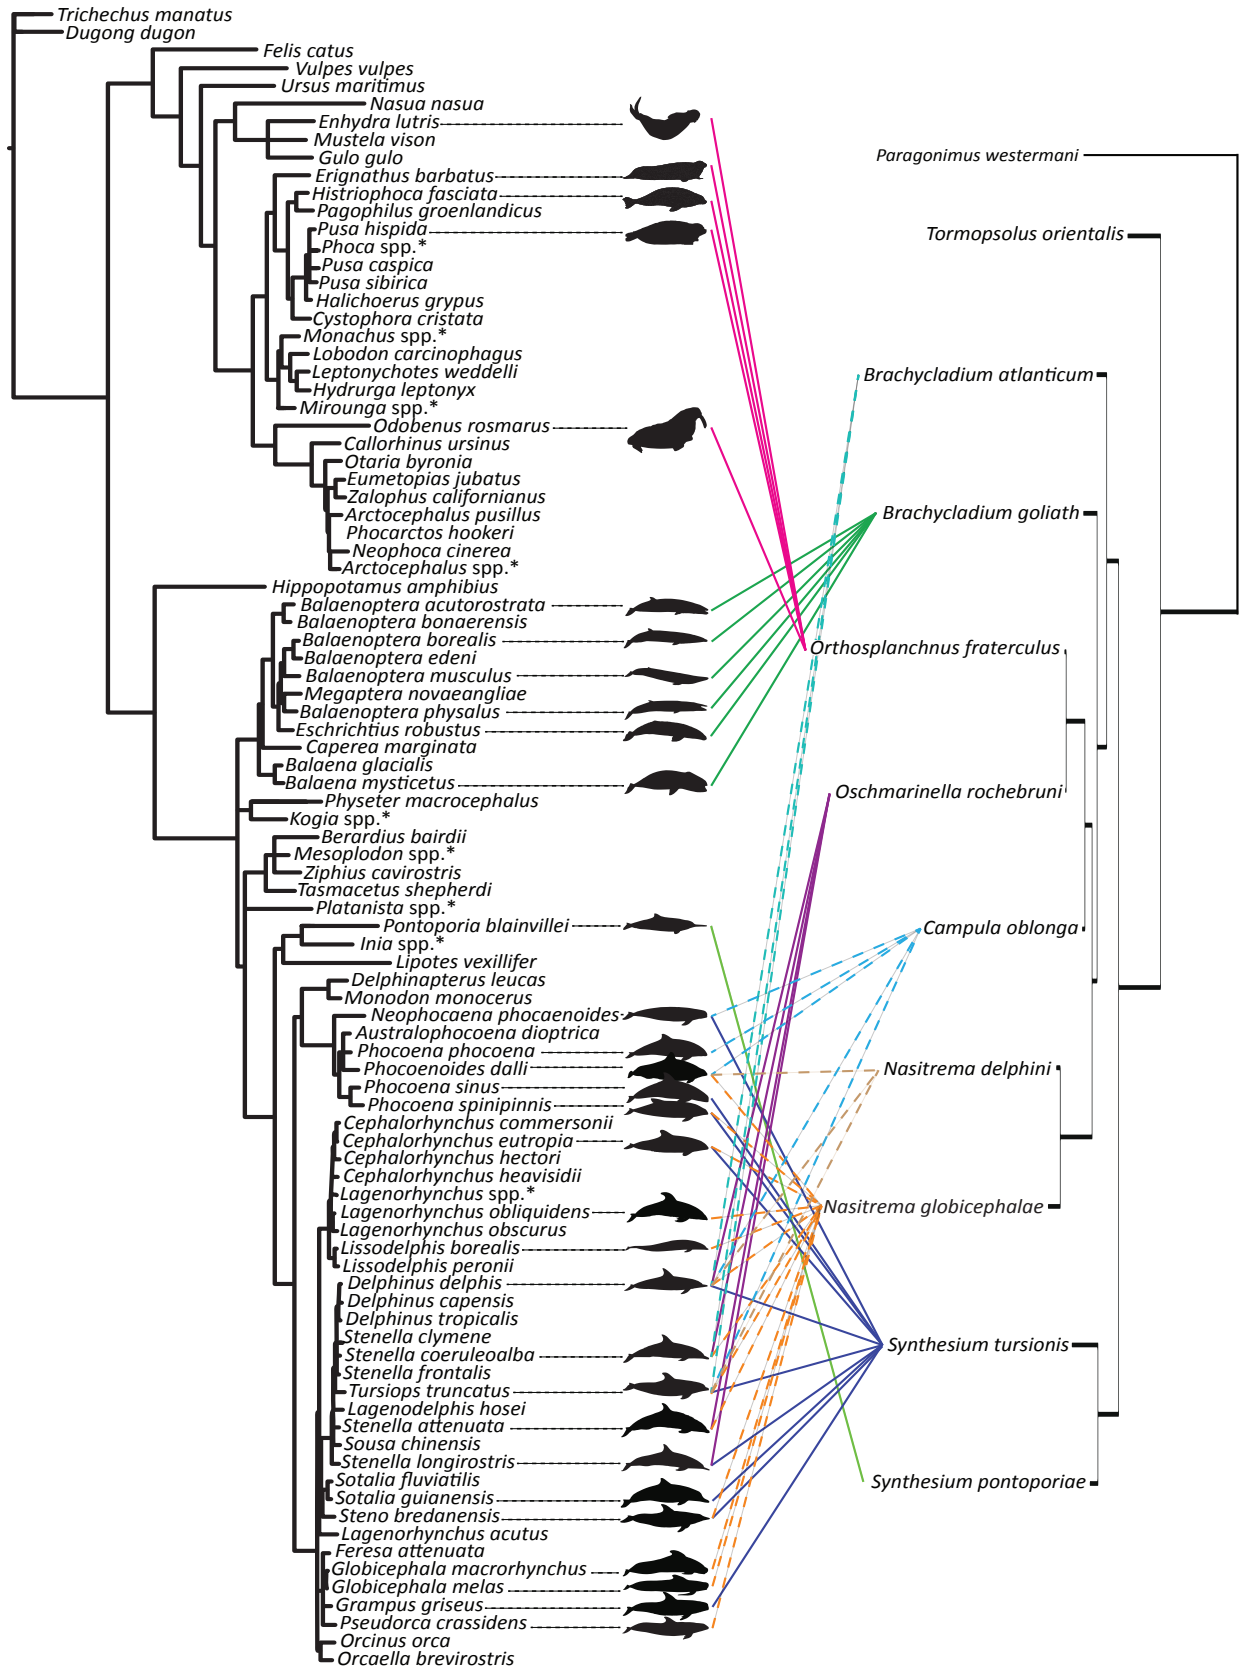 Trichechus manatus
Dugong dugon
Felis catus
Vulpes vulpes
Ursus maritimus
Nasua nasua
Enhydra lutris
Mustela vison
Gulo gulo
Erignathus barbatus
Histriophoca fasciata
Pagophilus groenlandicus
Pusa hispida
Phoca spp.*
Pusa caspica
Pusa sibirica
Halichoerus grypus
Cystophora cristata
Monachus spp.*
Lobodon carcinophagus
Leptonychotes weddelli
Hydrurga leptonyx
Mirounga spp.*
Odobenus rosmarus
Callorhinus ursinus
Otaria byronia
Eumetopias jubatus
Zalophus californianus
Arctocephalus pusillus
Phocarctos hookeri
Neophoca cinerea
Arctocephalus spp.*
Hippopotamus amphibius
Balaenoptera acutorostrata
Balaenoptera bonaerensis
Balaenoptera borealis
Balaenoptera edeni
Balaenoptera musculus
Megaptera novaeangliae
Balaenoptera physalus
Eschrichtius robustus
Caperea marginata
Balaena glacialis
Balaena mysticetus
Physeter macrocephalus
Kogia spp.*
Berardius bairdii
Mesoplodon spp.*
Ziphius cavirostris
Tasmacetus shepherdi
Platanista spp.*
Pontoporia blainvillei
Inia spp.*
Lipotes vexillifer
Delphinapterus leucas
Monodon monocerus
Neophocaena phocaenoides
Australophocoena dioptrica
Phocoena phocoena
Phocoenoides dalli
Phocoena sinus
Phocoena spinipinnis
Cephalorhynchus commersonii
Cephalorhynchus eutropia
Cephalorhynchus hectori
Cephalorhynchus heavisidii
Lagenorhynchus spp.*
Lagenorhynchus obliquidens
Lagenorhynchus obscurus
Lissodelphis borealis
Lissodelphis peronii
Delphinus delphis
Delphinus capensis
Delphinus tropicalis
Stenella clymene
Stenella coeruleoalba
Stenella frontalis
Tursiops truncatus
Lagenodelphis hosei
Stenella attenuata
Sousa chinensis
Stenella longirostris
Sotalia fluviatilis
Sotalia guianensis
Steno bredanensis
Lagenorhynchus acutus
Feresa attenuata
Globicephala macrorhynchus
Globicephala melas
Grampus griseus
Pseudorca crassidens
Orcinus orca
Orcaella brevirostris
Paragonimus westermani
Tormopsolus orientalis
Brachycladium atlanticum
Brachycladium goliath
Orthosplanchnus fraterculus
Oschmarinella rochebruni
Campula oblonga
Nasitrema delphini
Nasitrema globicephalae
Synthesium tursionis
Synthesium pontoporiae